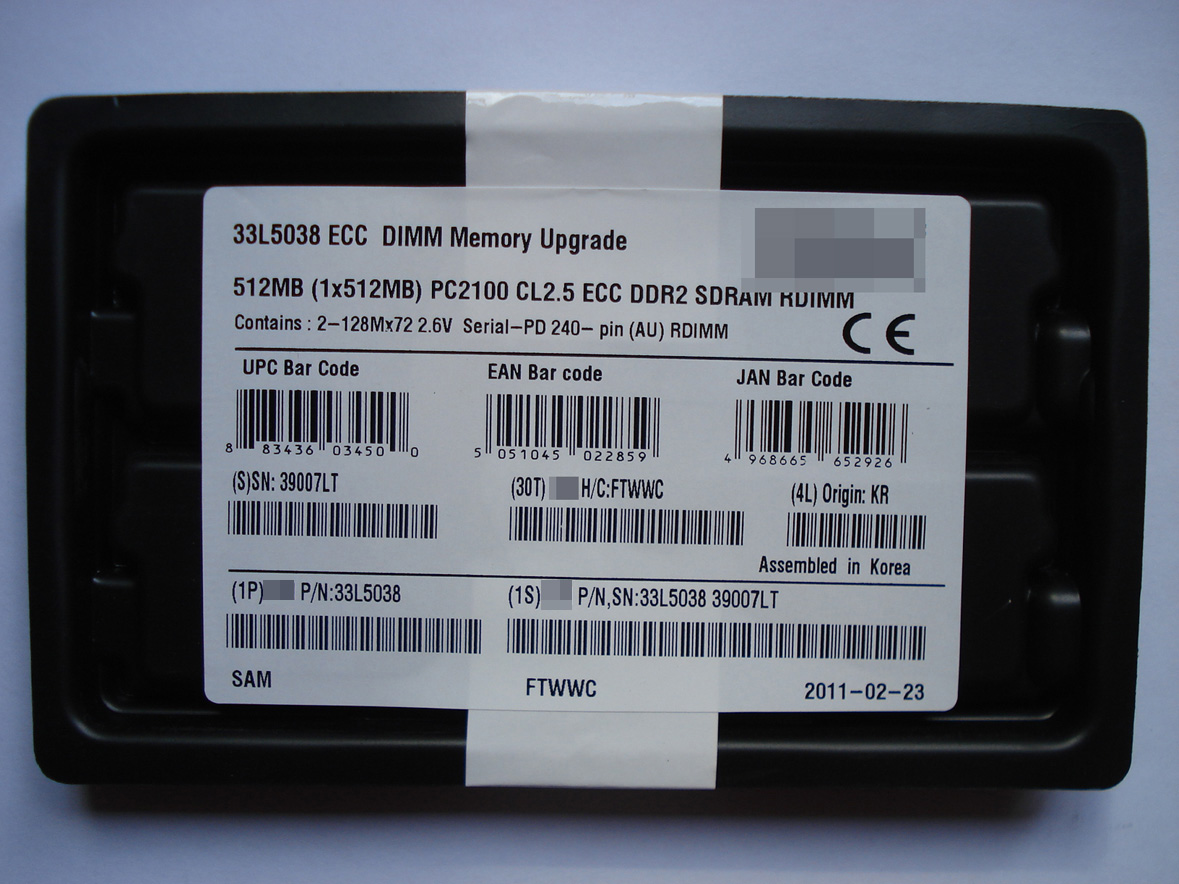 33L5038 ECC DIMM Memory Upgrade
512MB (1x512MB) PC2100 CL2.5 ECC DDR2 SDRAM RDIMM
Contains : 2-128Mx72 2.6V Serial-PD 240- pin (AU) RDIMM
CE
UPC Bar Code EAN Bar code JAN Bar Code
8 83436 03450 0 5 051045 022859 4 968665 652926
(S)SN: 39007LT (30T) H/C:FTWWC (4L) Origin: KR
Assembled in Korea
(1P) P/N:33L5038 (1S) P/N,SN:33L5038 39007LT
SAM FTWWC 2011-02-23